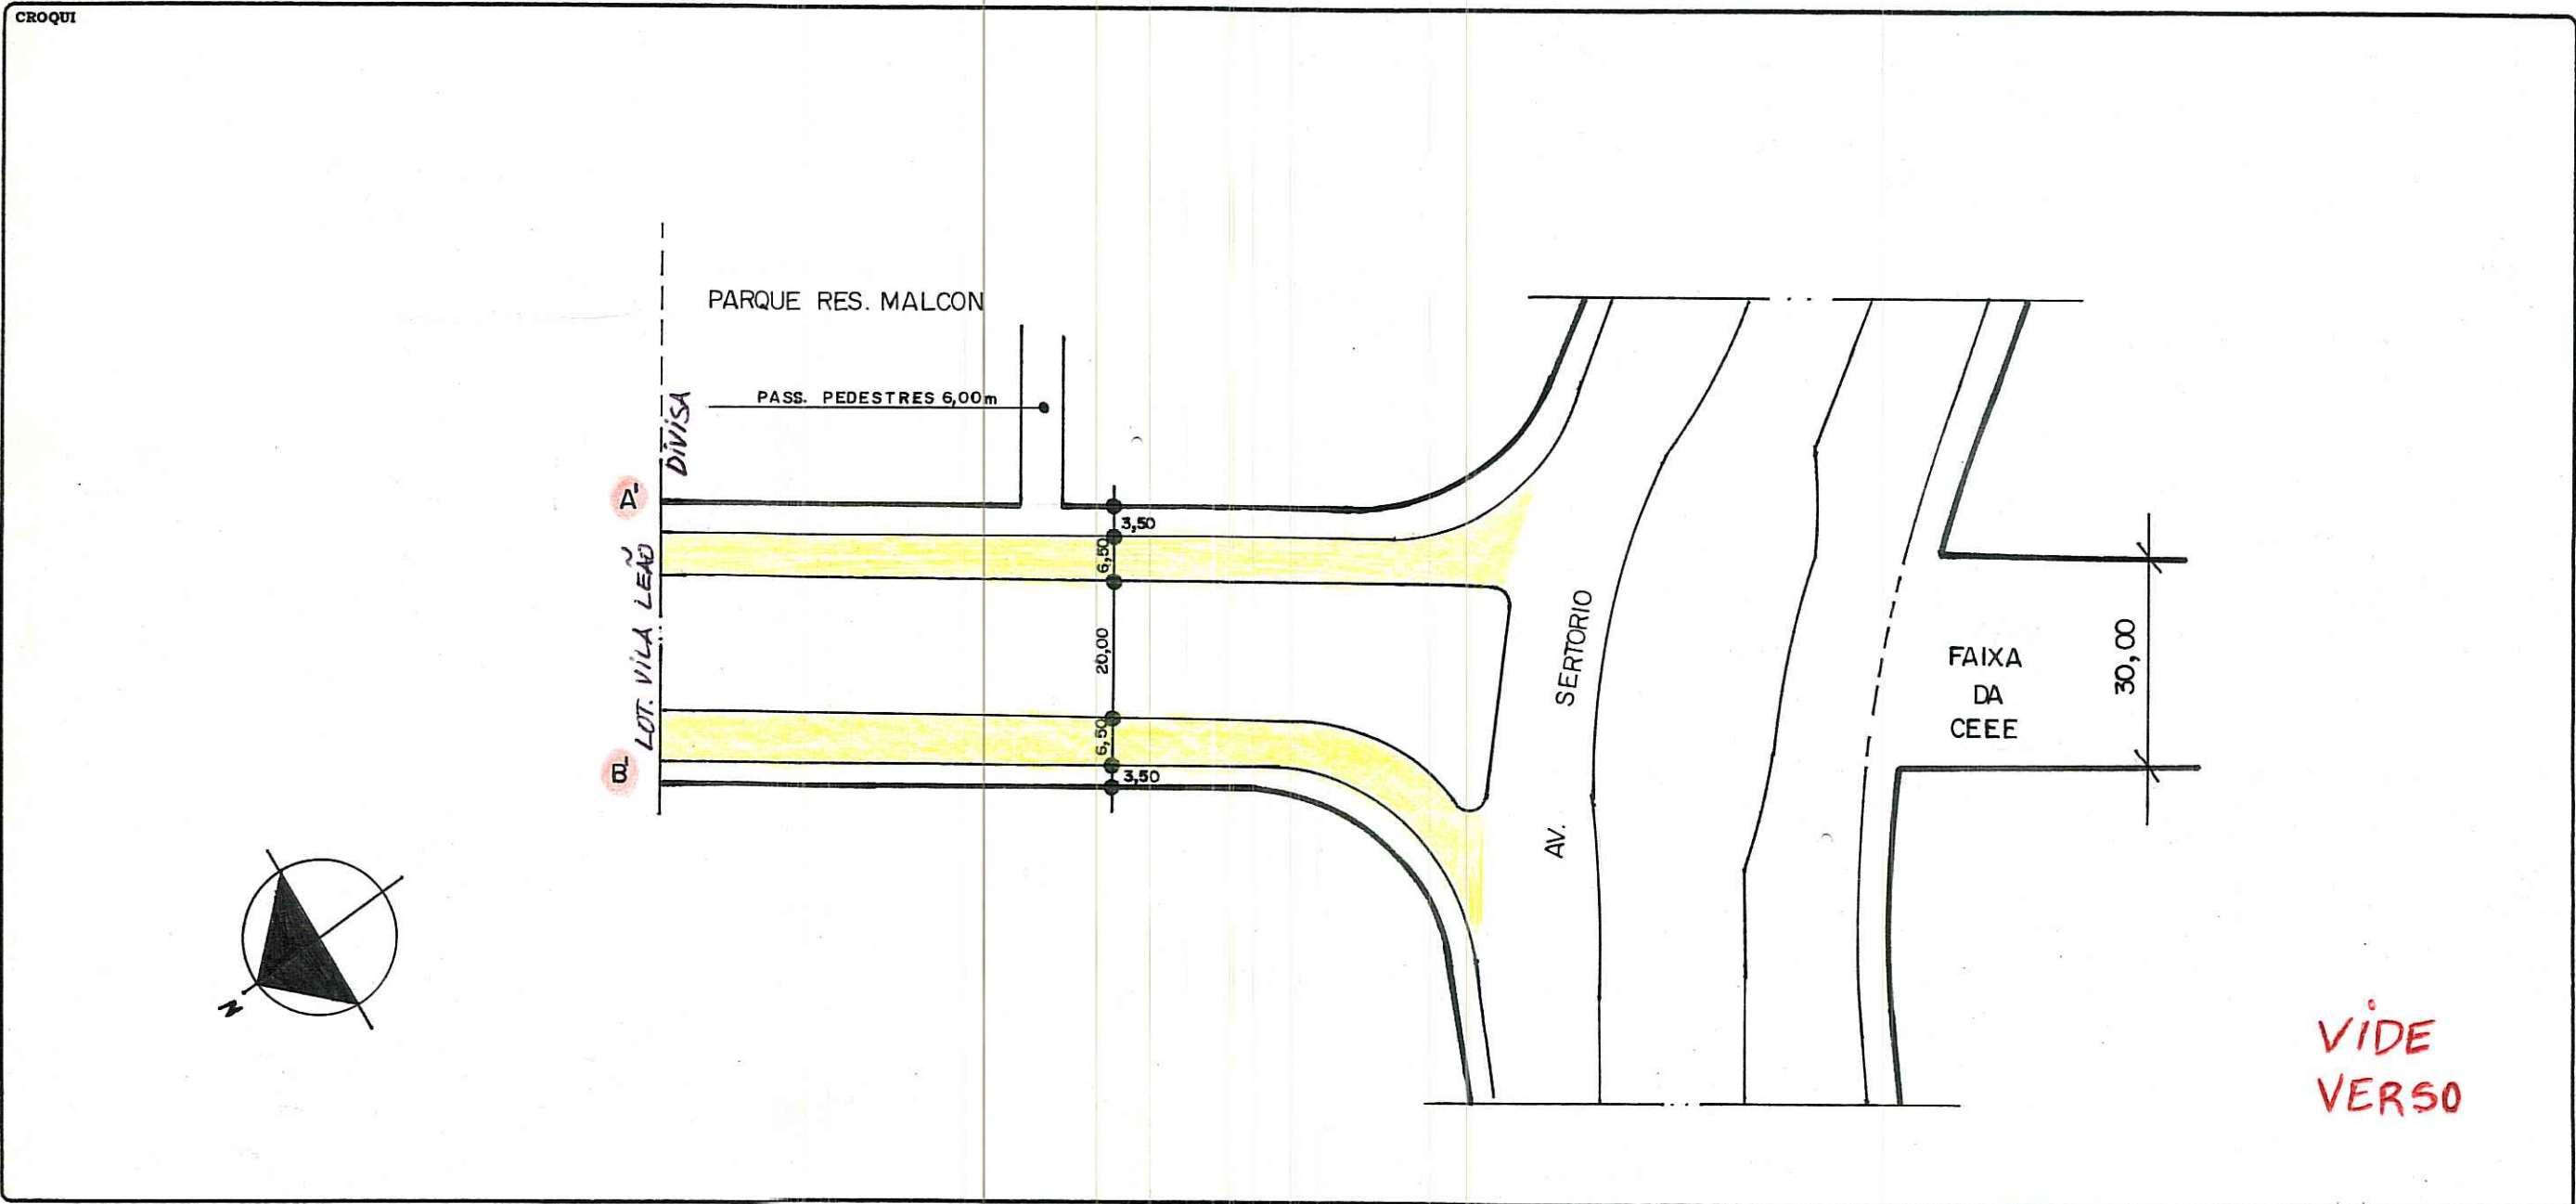 CROQUI
PARQUE RES. MALCON
PASS. PEDESTRES 6,00m
DIVISA
A'
LOT. VILA LEÃO
B'
3,50
6,50
20,00
6,50
3,50
AV. SERTORIO
FAIXA
DA
CEEE
30,00
N
VIDE
VERSO